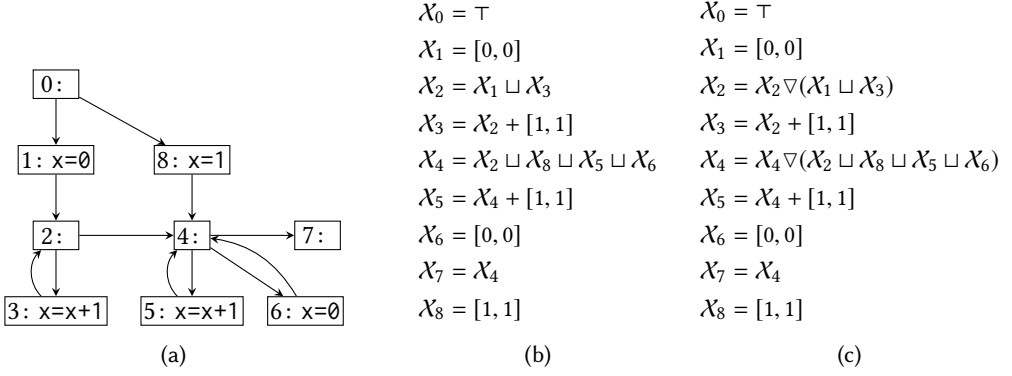 0:
1: x=0
8: x=1
2:
4:
7:
3: x=x+1
5: x=x+1
6: x=0
(a)
𝒳₀ = ⊤
𝒳₁ = [0, 0]
𝒳₂ = 𝒳₁ ⊔ 𝒳₃
𝒳₃ = 𝒳₂ + [1, 1]
𝒳₄ = 𝒳₂ ⊔ 𝒳₈ ⊔ 𝒳₅ ⊔ 𝒳₆
𝒳₅ = 𝒳₄ + [1, 1]
𝒳₆ = [0, 0]
𝒳₇ = 𝒳₄
𝒳₈ = [1, 1]
(b)
𝒳₀ = ⊤
𝒳₁ = [0, 0]
𝒳₂ = 𝒳₂▽(𝒳₁ ⊔ 𝒳₃)
𝒳₃ = 𝒳₂ + [1, 1]
𝒳₄ = 𝒳₄▽(𝒳₂ ⊔ 𝒳₈ ⊔ 𝒳₅ ⊔ 𝒳₆)
𝒳₅ = 𝒳₄ + [1, 1]
𝒳₆ = [0, 0]
𝒳₇ = 𝒳₄
𝒳₈ = [1, 1]
(c)